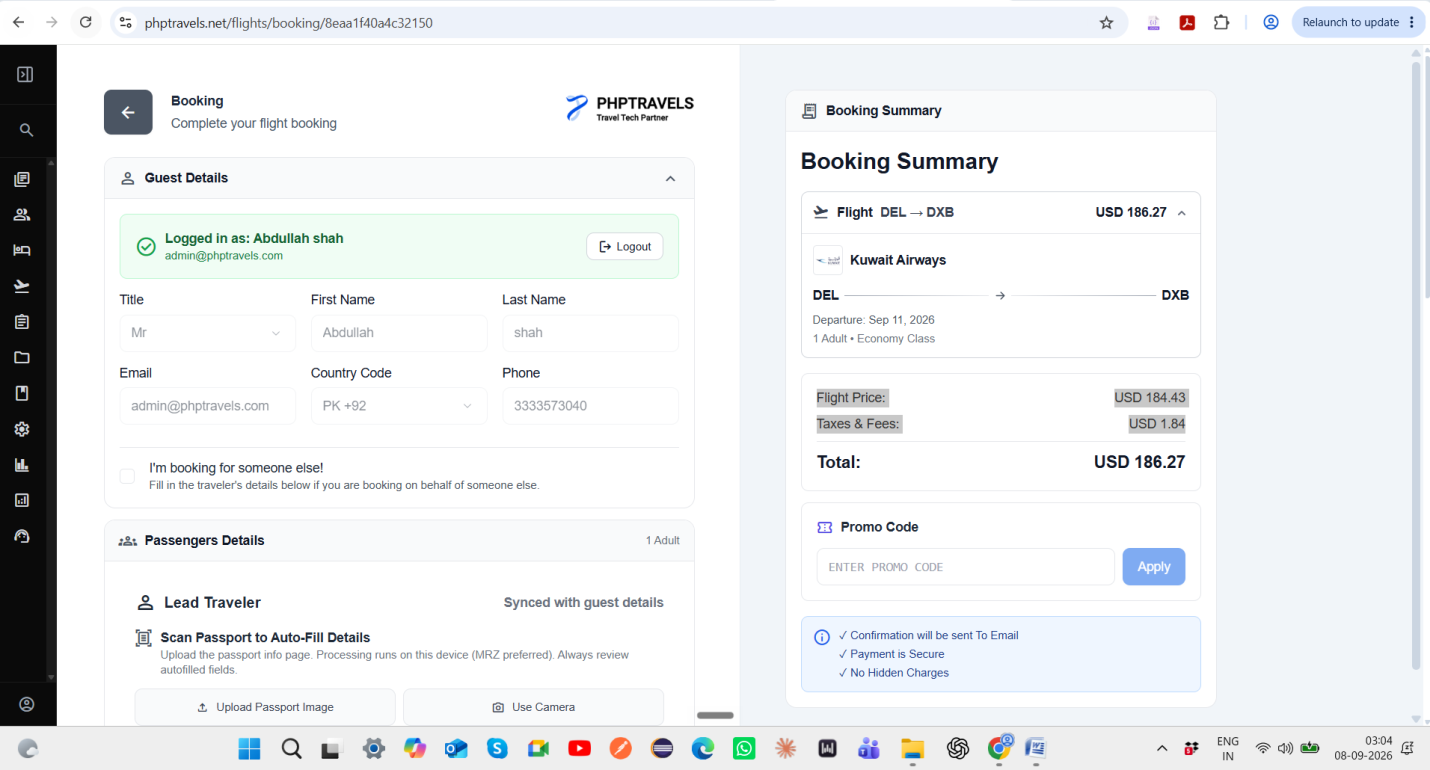 phptravels.net/flights/booking/8eaa1f40a4c32150
Relaunch to update
Booking
Complete your flight booking
PHPTRAVELS
Travel Tech Partner
Guest Details
Logged in as: Abdullah shah
admin@phptravels.com
Logout
Title First Name Last Name
Mr Abdullah shah
Email Country Code Phone
admin@phptravels.com PK +92 3333573040
I'm booking for someone else!
Fill in the traveler's details below if you are booking on behalf of someone else.
Passengers Details 1 Adult
Lead Traveler Synced with guest details
Scan Passport to Auto-Fill Details
Upload the passport info page. Processing runs on this device (MRZ preferred). Always review
autofilled fields.
Upload Passport Image Use Camera
Booking Summary
Booking Summary
Flight DEL → DXB USD 186.27
Kuwait Airways
DEL → DXB
Departure: Sep 11, 2026
1 Adult • Economy Class
Flight Price: USD 184.43
Taxes & Fees: USD 1.84
Total: USD 186.27
Promo Code
ENTER PROMO CODE Apply
✓ Confirmation will be sent To Email
✓ Payment is Secure
✓ No Hidden Charges
ENG
IN
03:04
08-09-2026